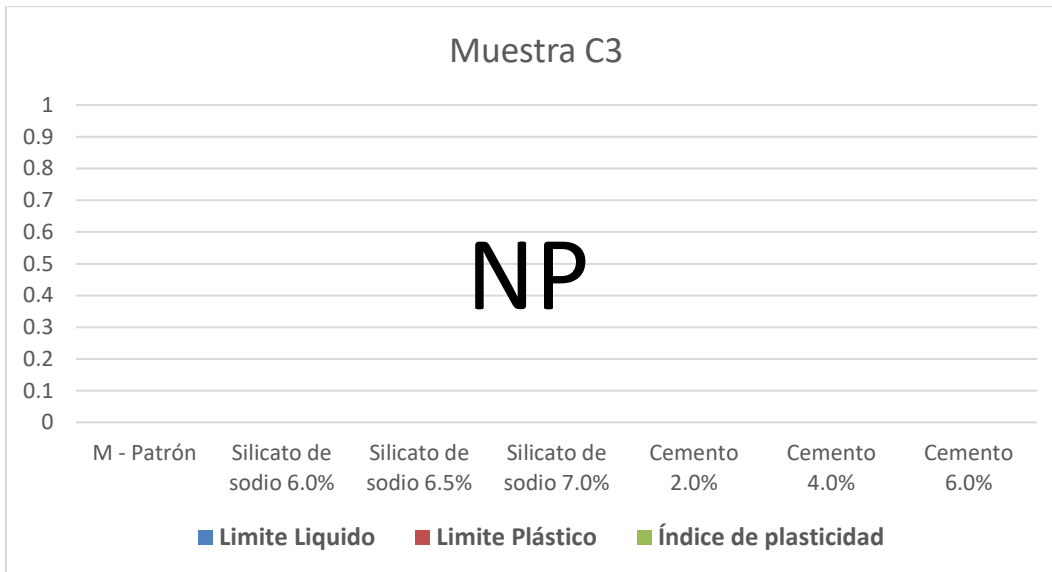 Muestra C3
1
0.9
0.8
0.7
0.6
0.5
0.4
0.3
0.2
0.1
0
NP
M - Patrón
Silicato de
sodio 6.0%
Silicato de
sodio 6.5%
Silicato de
sodio 7.0%
Cemento
2.0%
Cemento
4.0%
Cemento
6.0%
Limite Liquido
Limite Plástico
Índice de plasticidad